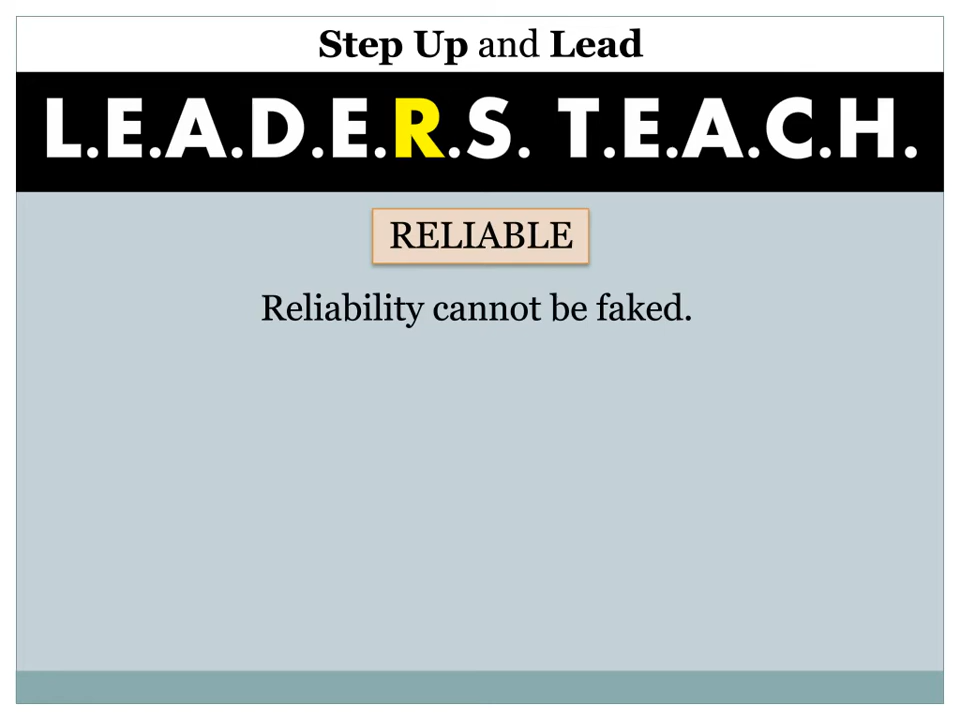 Step Up and Lead
L.E.A.D.E.R.S. T.E.A.C.H.
RELIABLE
Reliability cannot be faked.